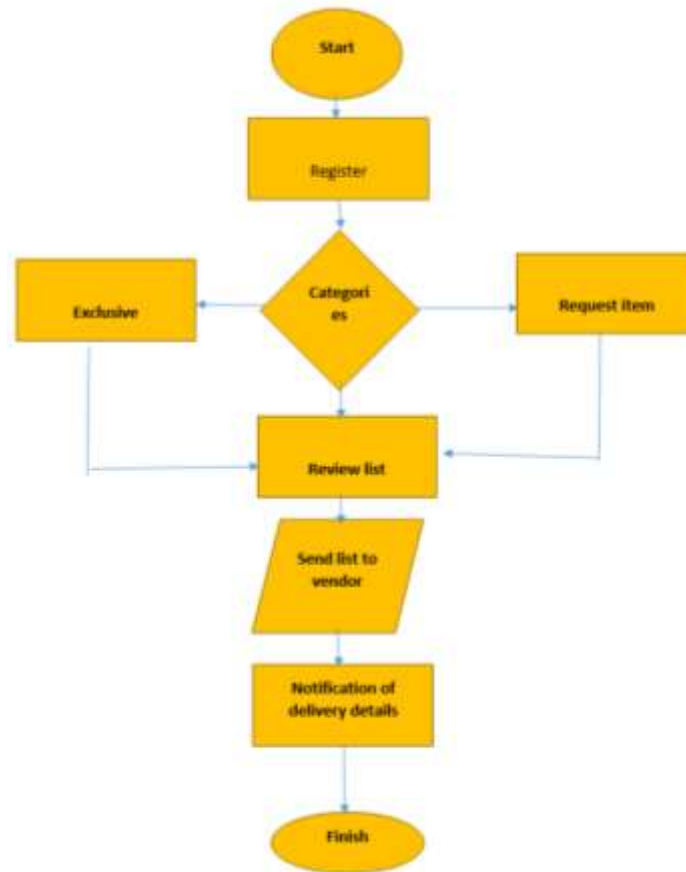 Start
Register
Categori
es
Exclusive
Request item
Review list
Send list to
vendor
Notification of
delivery details
Finish